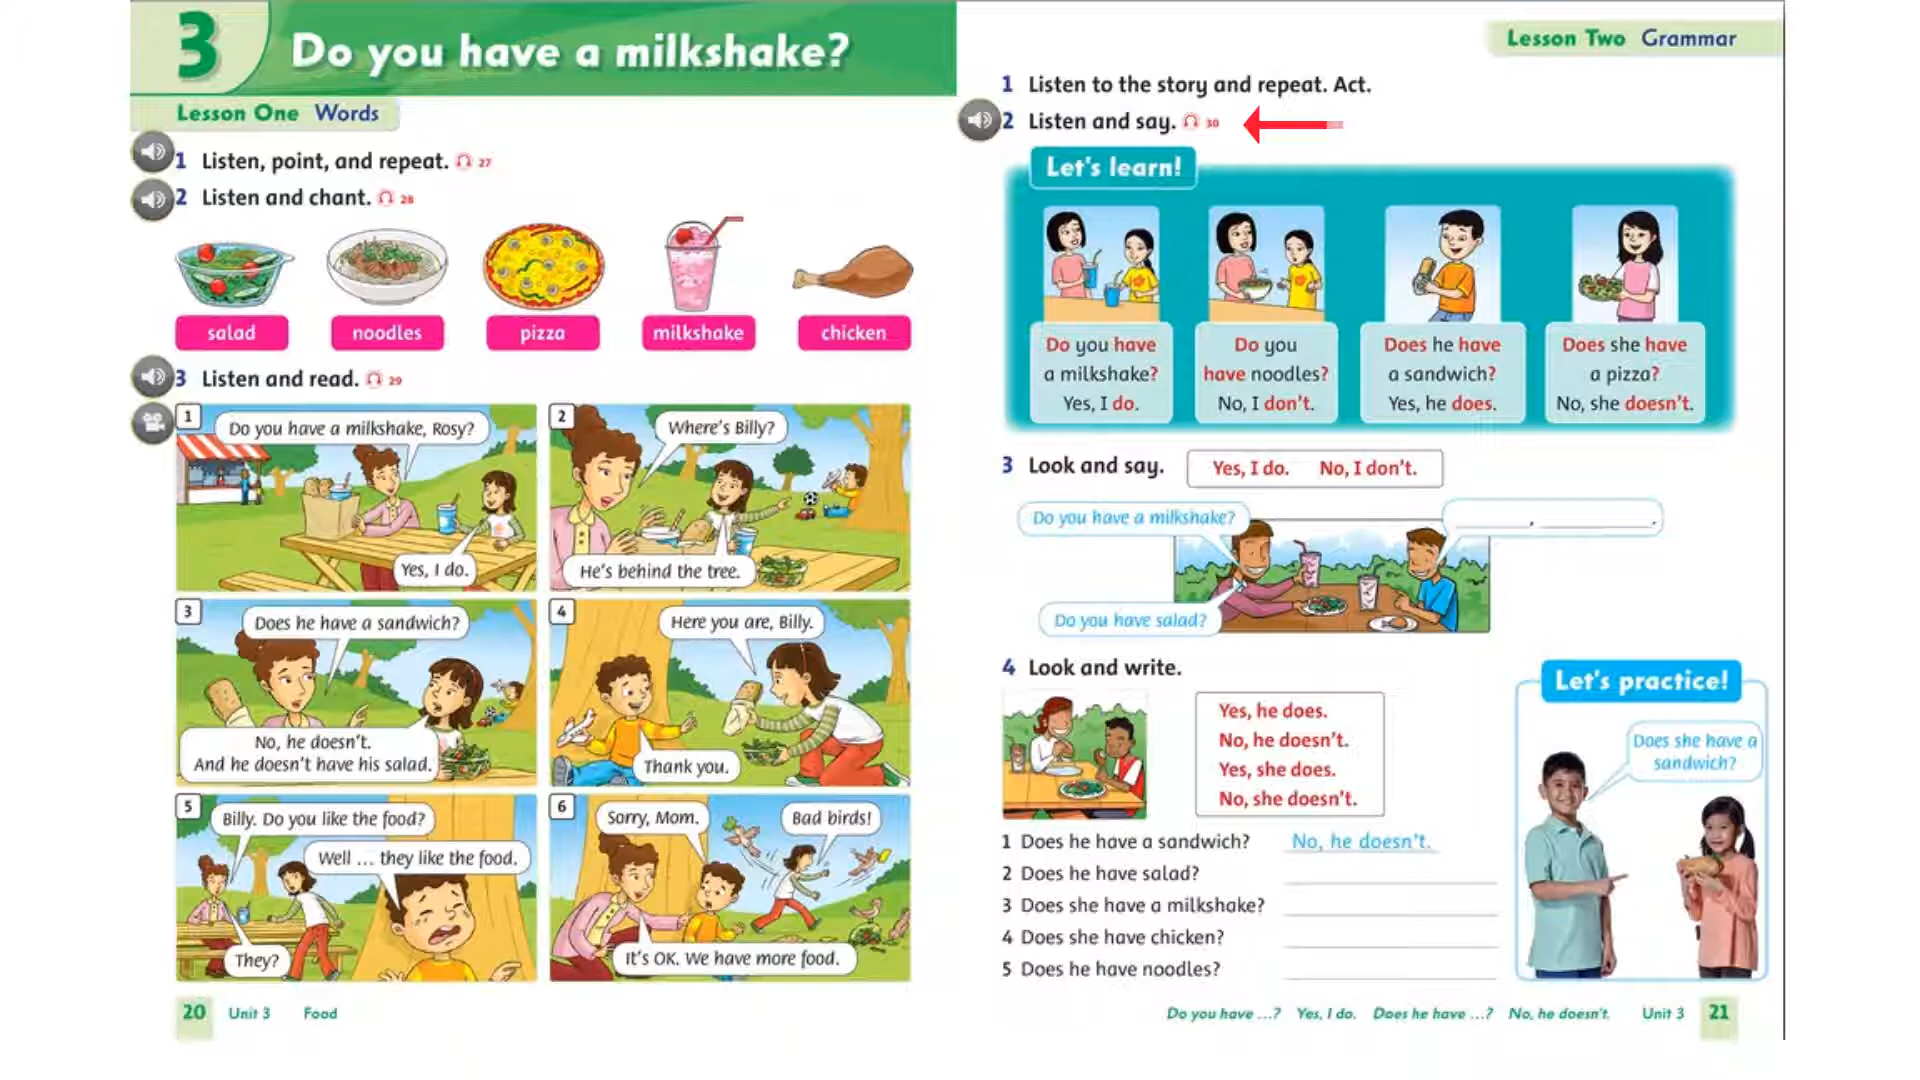 3
Do you have a milkshake?
Lesson One Words
1 Listen, point, and repeat. 27
2 Listen and chant. 28
salad
noodles
pizza
milkshake
chicken
3 Listen and read. 29
1
Do you have a milkshake, Rosy?
Yes, I do.
2
Where's Billy?
He's behind the tree.
3
Does he have a sandwich?
No, he doesn't.
And he doesn't have his salad.
4
Here you are, Billy.
Thank you.
5
Billy. Do you like the food?
Well ... they like the food.
They?
6
Sorry, Mom.
Bad birds!
It's OK. We have more food.
20 Unit 3 Food
Lesson Two Grammar
1 Listen to the story and repeat. Act.
2 Listen and say. 30
Let's learn!
Do you have
a milkshake?
Yes, I do.
Do you
have noodles?
No, I don't.
Does he have
a sandwich?
Yes, he does.
Does she have
a pizza?
No, she doesn't.
3 Look and say.
Yes, I do. No, I don't.
Do you have a milkshake?
_________, ______________.
Do you have salad?
4 Look and write.
Yes, he does.
No, he doesn't.
Yes, she does.
No, she doesn't.
1 Does he have a sandwich? No, he doesn't.
2 Does he have salad?
3 Does she have a milkshake?
4 Does she have chicken?
5 Does he have noodles?
Let's practice!
Does she have a
sandwich?
Do you have ...? Yes, I do. Does he have ...? No, he doesn't. Unit 3 21